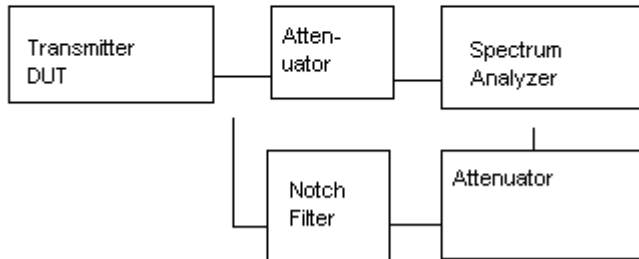 Transmitter
DUT
Atten-
uator
Spectrum
Analyzer
Notch
Filter
Attenuator